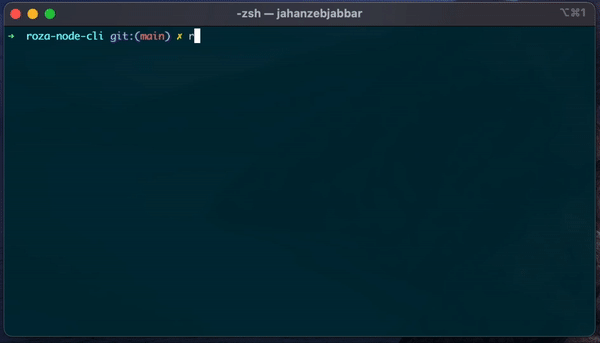 -zsh — jahanzebjabbar
⌥⌘1
➜ roza-node-cli git:(main) ✗ r